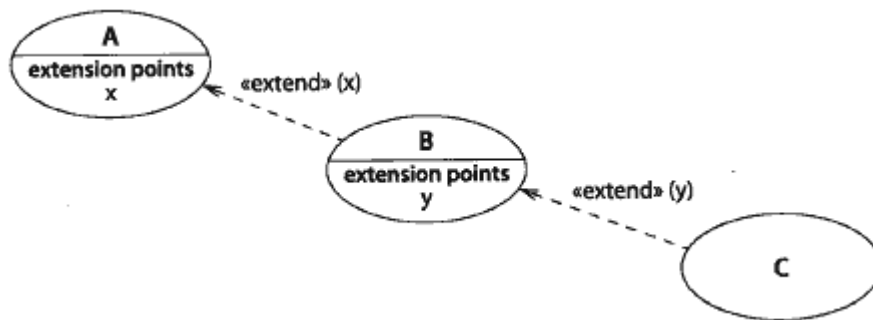 A
extension points
x
«extend» (x)
B
extension points
y
«extend» (y)
C